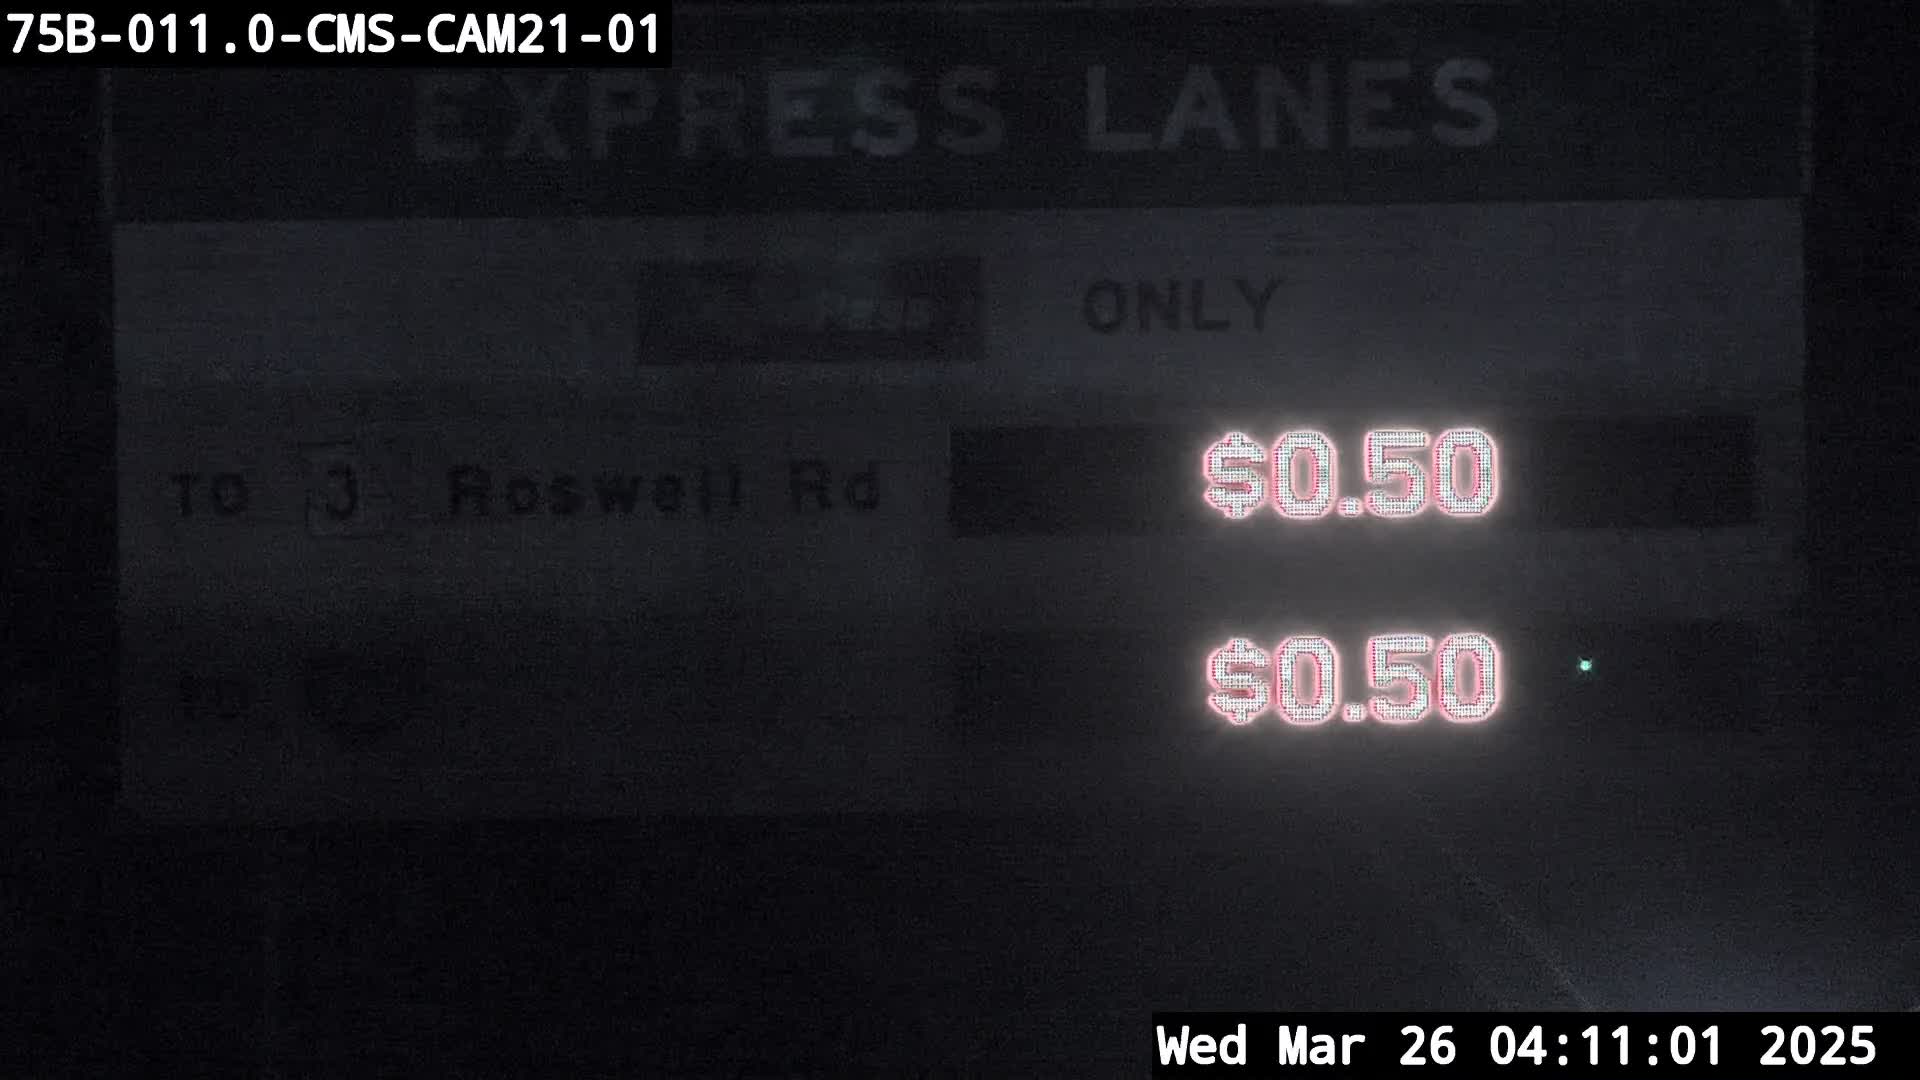 75B-011.0-CMS-CAM21-01
EXPRESS LANES
ONLY
TO Roswell Rd $0.50
$0.50
Wed Mar 26 04:11:01 2025